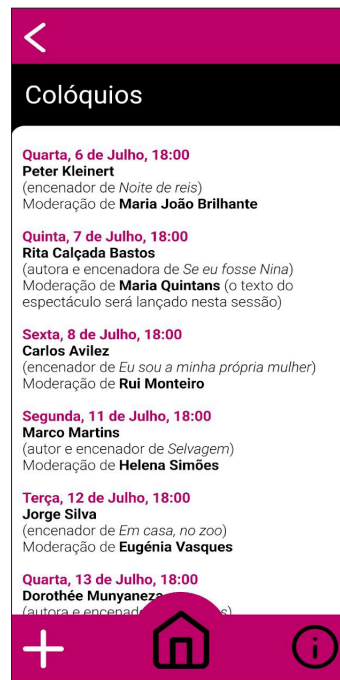 Colóquios
Quarta, 6 de Julho, 18:00
Peter Kleinert
(encenador de Noite de reis)
Moderação de Maria João Brilhante
Quinta, 7 de Julho, 18:00
Rita Calçada Bastos
(autora e encenadora de Se eu fosse Nina)
Moderação de Maria Quintans (o texto do
espectáculo será lançado nesta sessão)
Sexta, 8 de Julho, 18:00
Carlos Avilez
(encenador de Eu sou a minha própria mulher)
Moderação de Rui Monteiro
Segunda, 11 de Julho, 18:00
Marco Martins
(autor e encenador de Selvagem)
Moderação de Helena Simões
Terça, 12 de Julho, 18:00
Jorge Silva
(encenador de Em casa, no zoo)
Moderação de Eugénia Vasques
Quarta, 13 de Julho, 18:00
Dorothée Munyaneza
(autora e